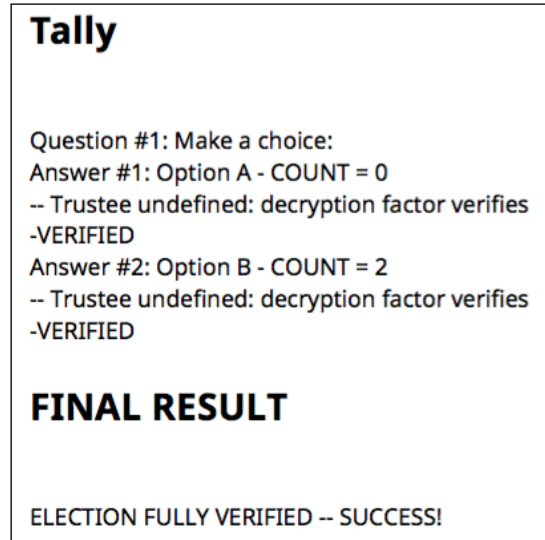 Tally
Question #1: Make a choice:
Answer #1: Option A - COUNT = 0
-- Trustee undefined: decryption factor verifies
-VERIFIED
Answer #2: Option B - COUNT = 2
-- Trustee undefined: decryption factor verifies
-VERIFIED
FINAL RESULT
ELECTION FULLY VERIFIED -- SUCCESS!